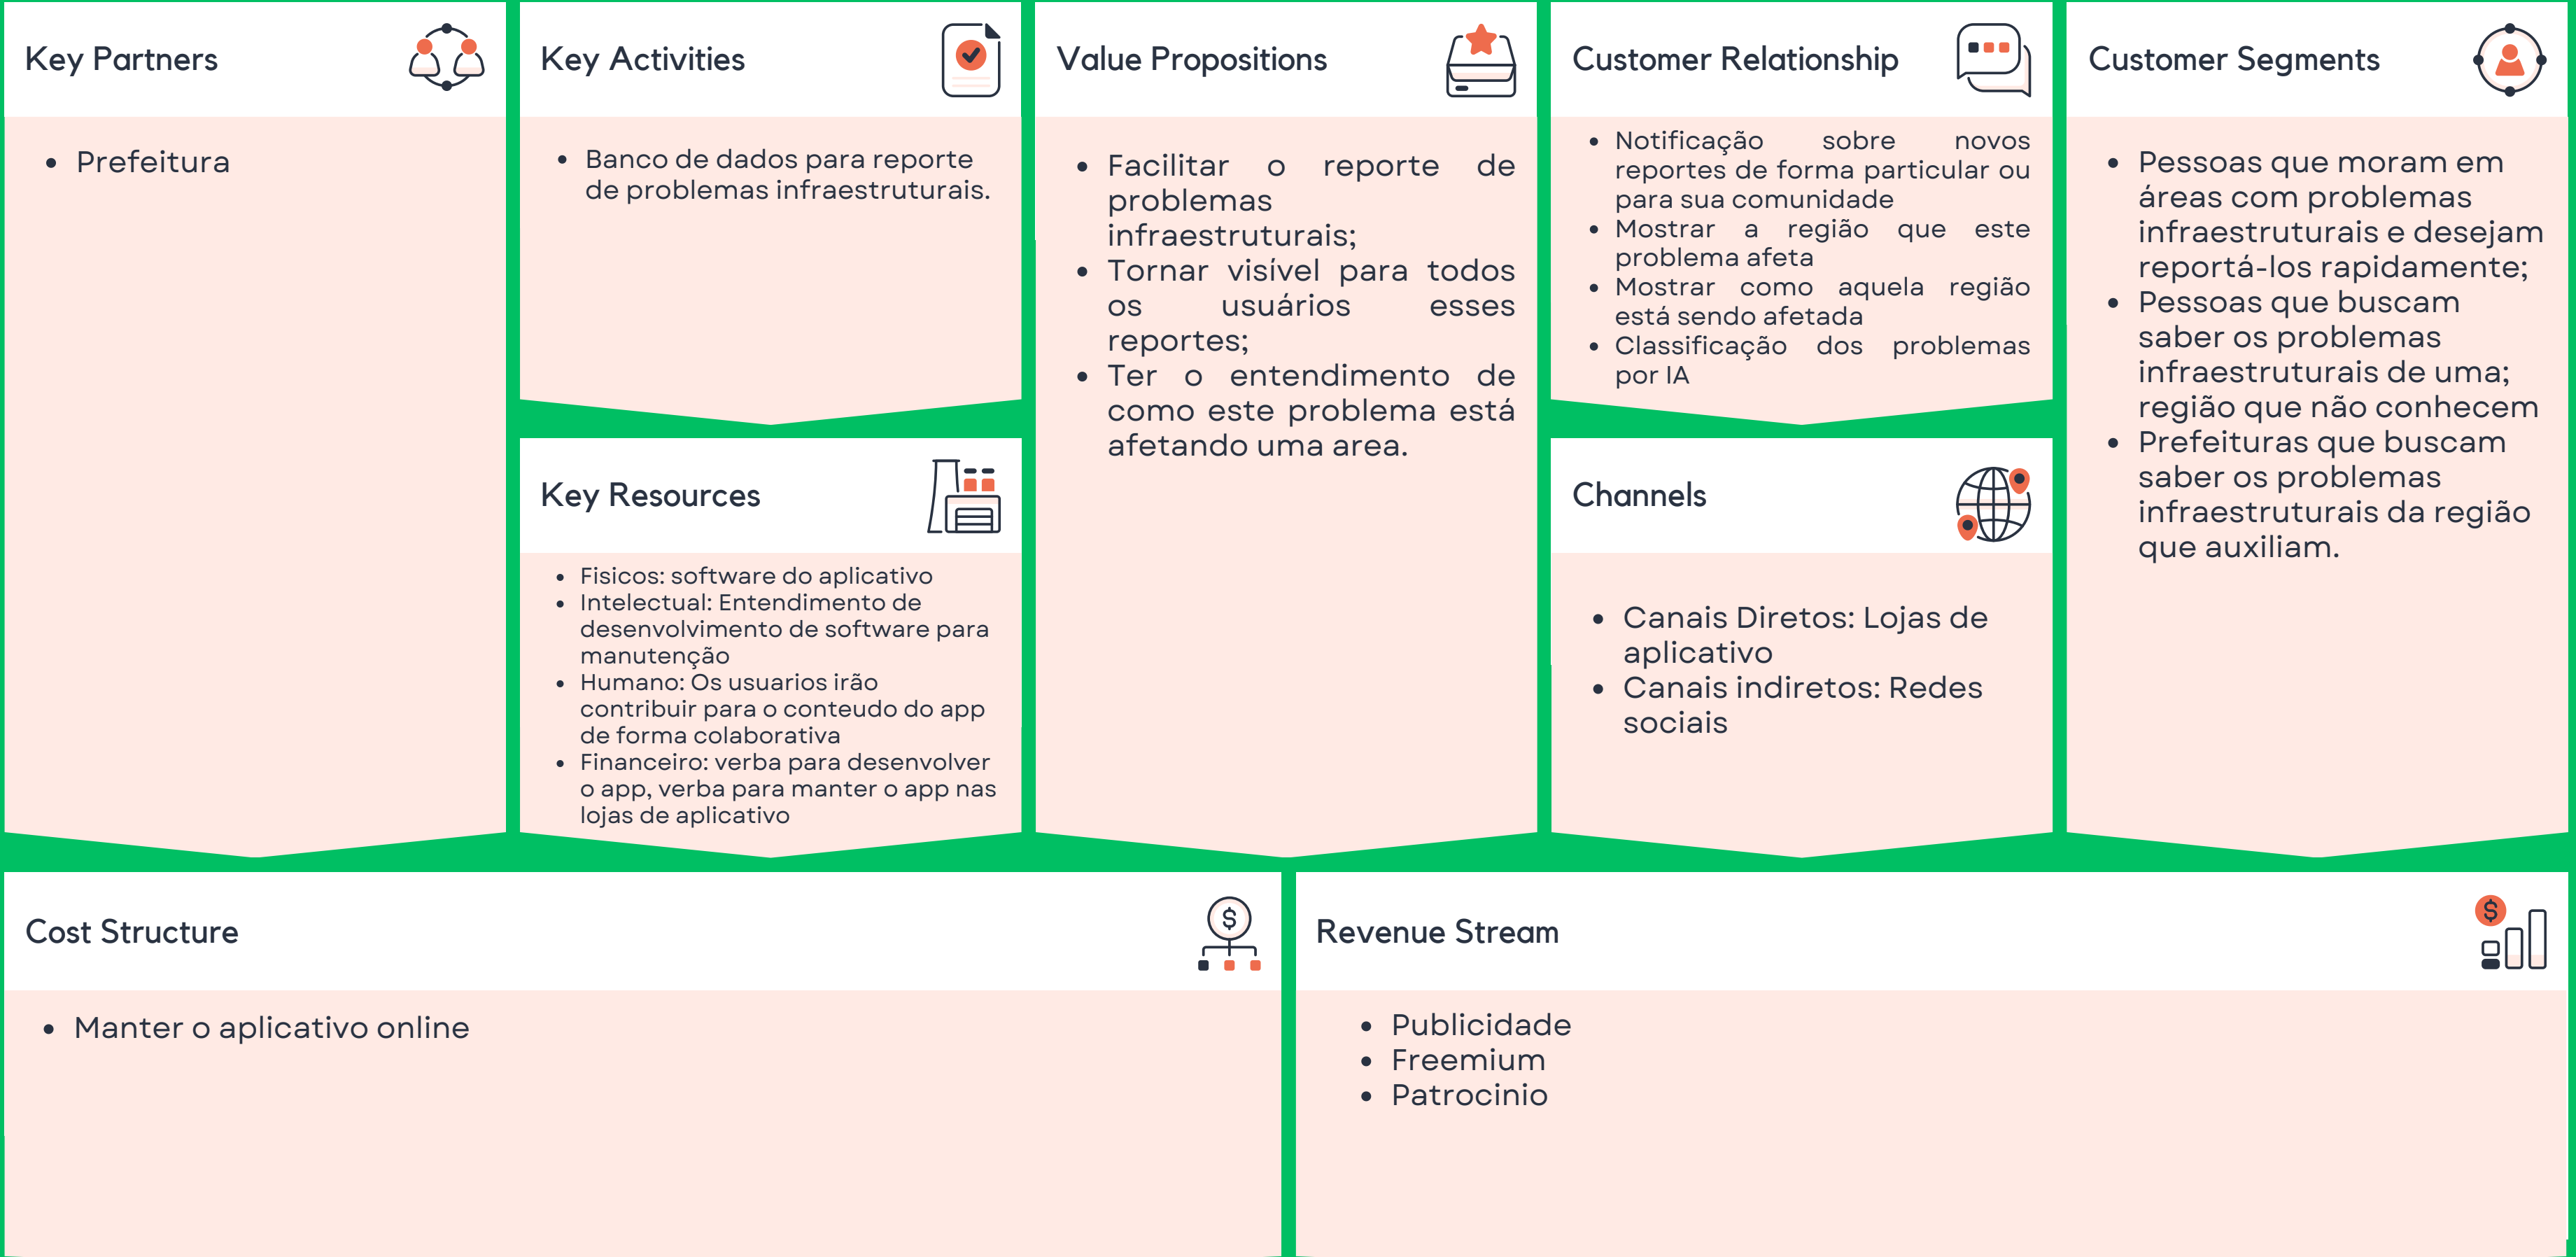 Key Partners
• Prefeitura
Key Activities
• Banco de dados para reporte
de problemas infraestruturais.
Key Resources
• Fisicos: software do aplicativo
• Intelectual: Entendimento de
desenvolvimento de software para
manutenção
• Humano: Os usuarios irão
contribuir para o conteudo do app
de forma colaborativa
• Financeiro: verba para desenvolver
o app, verba para manter o app nas
lojas de aplicativo
Value Propositions
• Facilitar o reporte de
problemas
infraestruturais;
• Tornar visível para todos
os usuários esses
reportes;
• Ter o entendimento de
como este problema está
afetando uma area.
Customer Relationship
• Notificação sobre novos
reportes de forma particular ou
para sua comunidade
• Mostrar a região que este
problema afeta
• Mostrar como aquela região
está sendo afetada
• Classificação dos problemas
por IA
Channels
• Canais Diretos: Lojas de
aplicativo
• Canais indiretos: Redes
sociais
Customer Segments
• Pessoas que moram em
áreas com problemas
infraestruturais e desejam
reportá-los rapidamente;
• Pessoas que buscam
saber os problemas
infraestruturais de uma;
região que não conhecem
• Prefeituras que buscam
saber os problemas
infraestruturais da região
que auxiliam.
Cost Structure
$
• Manter o aplicativo online
Revenue Stream
$
• Publicidade
• Freemium
• Patrocinio